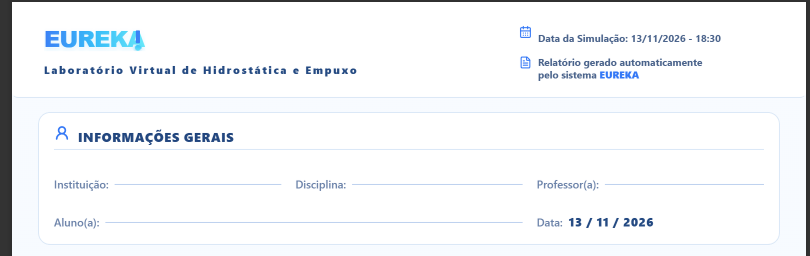 EUREKA
Laboratório Virtual de Hidrostática e Empuxo
Data da Simulação: 13/11/2026 - 18:30
Relatório gerado automaticamente
pelo sistema EUREKA
INFORMAÇÕES GERAIS
Instituição: Disciplina: Professor(a):
Aluno(a): Data: 13 / 11 / 2026